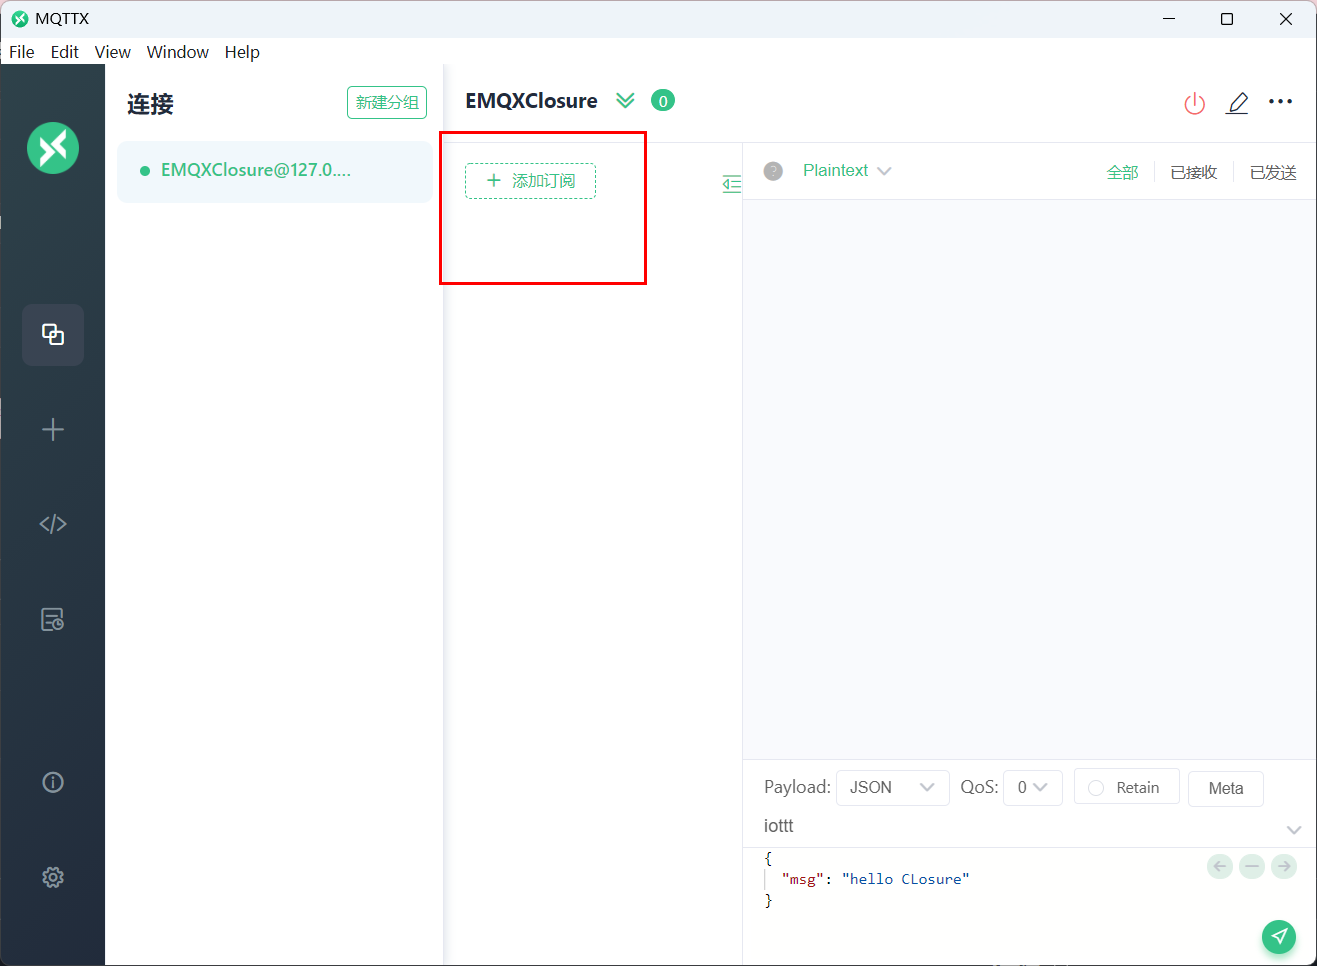 MQTTX
File Edit View Window Help
连接
新建分组
EMQXClosure@127.0....
EMQXClosure 0
添加订阅
? Plaintext 全部 已接收 已发送
Payload: JSON QoS: 0 Retain Meta
iottt
{
"msg": "hello CLosure"
}